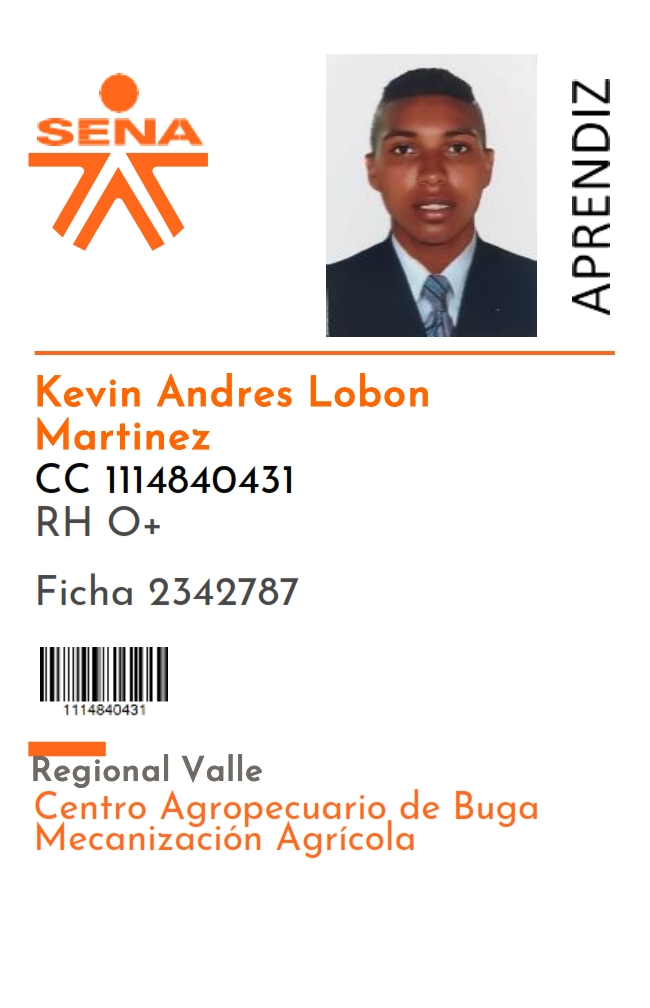 SENA
APRENDIZ
Kevin Andres Lobon
Martinez
CC 1114840431
RH O+
Ficha 2342787
1114840431
Regional Valle
Centro Agropecuario de Buga
Mecanización Agrícola